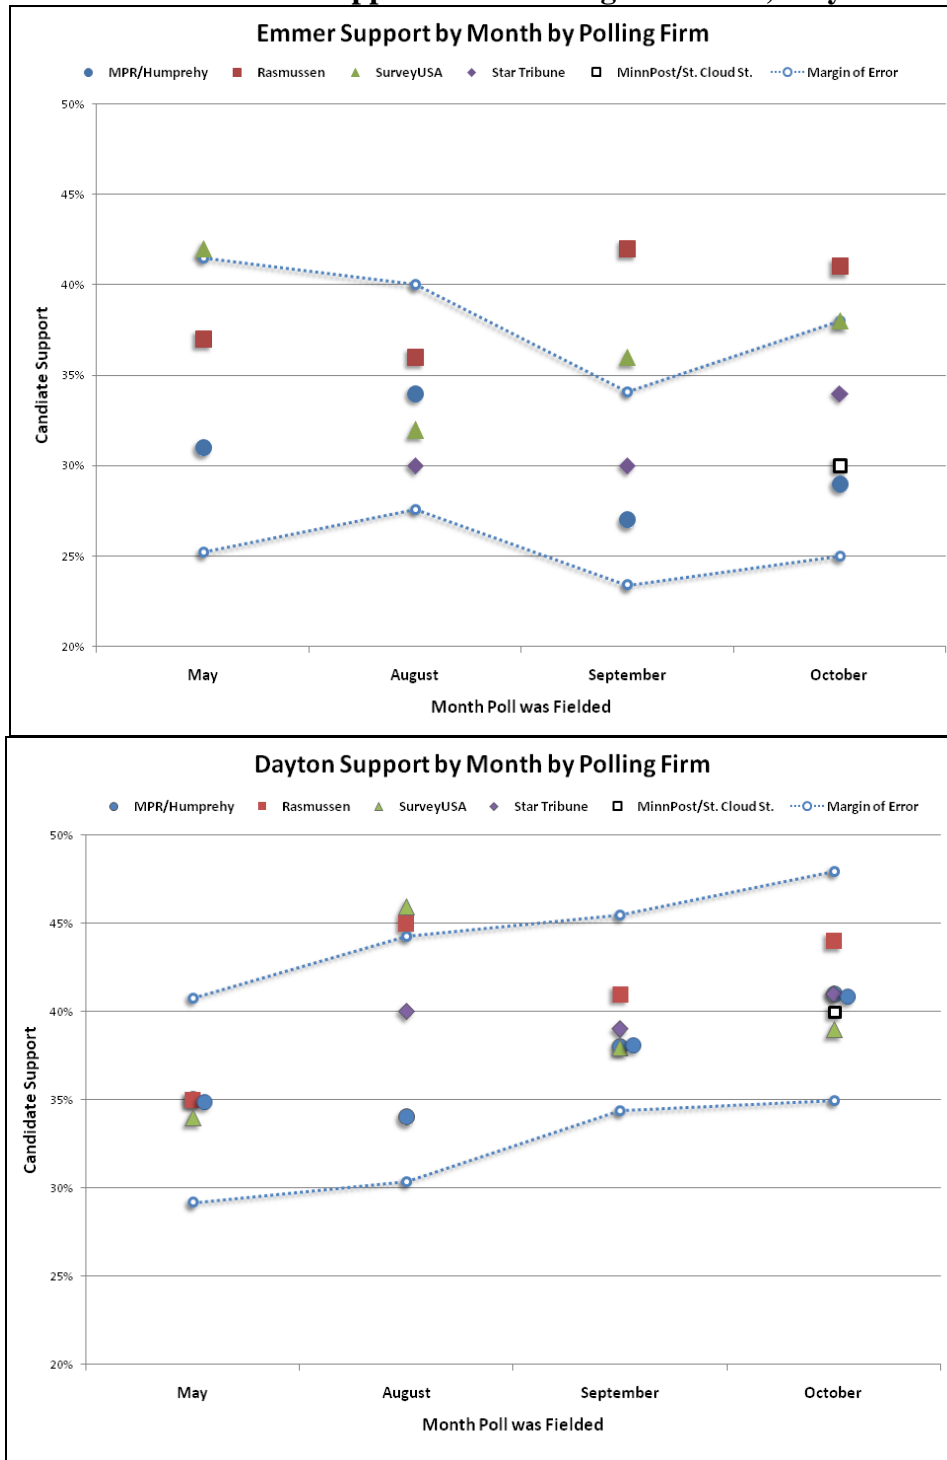 Emmer Support by Month by Polling Firm
MPR/Humprehy Rasmussen SurveyUSA Star Tribune MinnPost/St. Cloud St. Margin of Error
50%
45%
40%
35%
30%
25%
20%
Candiate Support
May August September October
Month Poll was Fielded
Dayton Support by Month by Polling Firm
MPR/Humprehy Rasmussen SurveyUSA Star Tribune MinnPost/St. Cloud St. Margin of Error
50%
45%
40%
35%
30%
25%
20%
Candidate Support
May August September October
Month Poll was Fielded